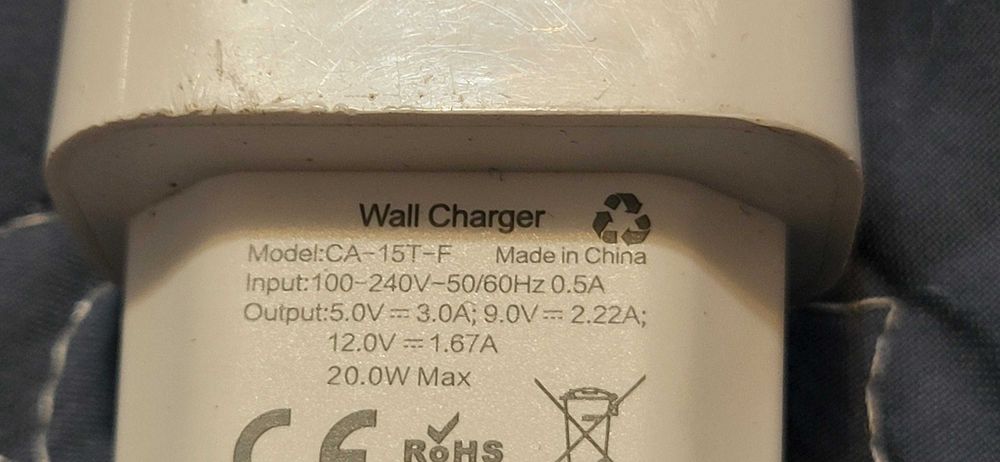 Wall Charger
Model:CA-15T-F Made in China
Input:100-240V~50/60Hz 0.5A
Output:5.0V⎓3.0A; 9.0V⎓2.22A;
12.0V⎓1.67A
20.0W Max
CE RoHS